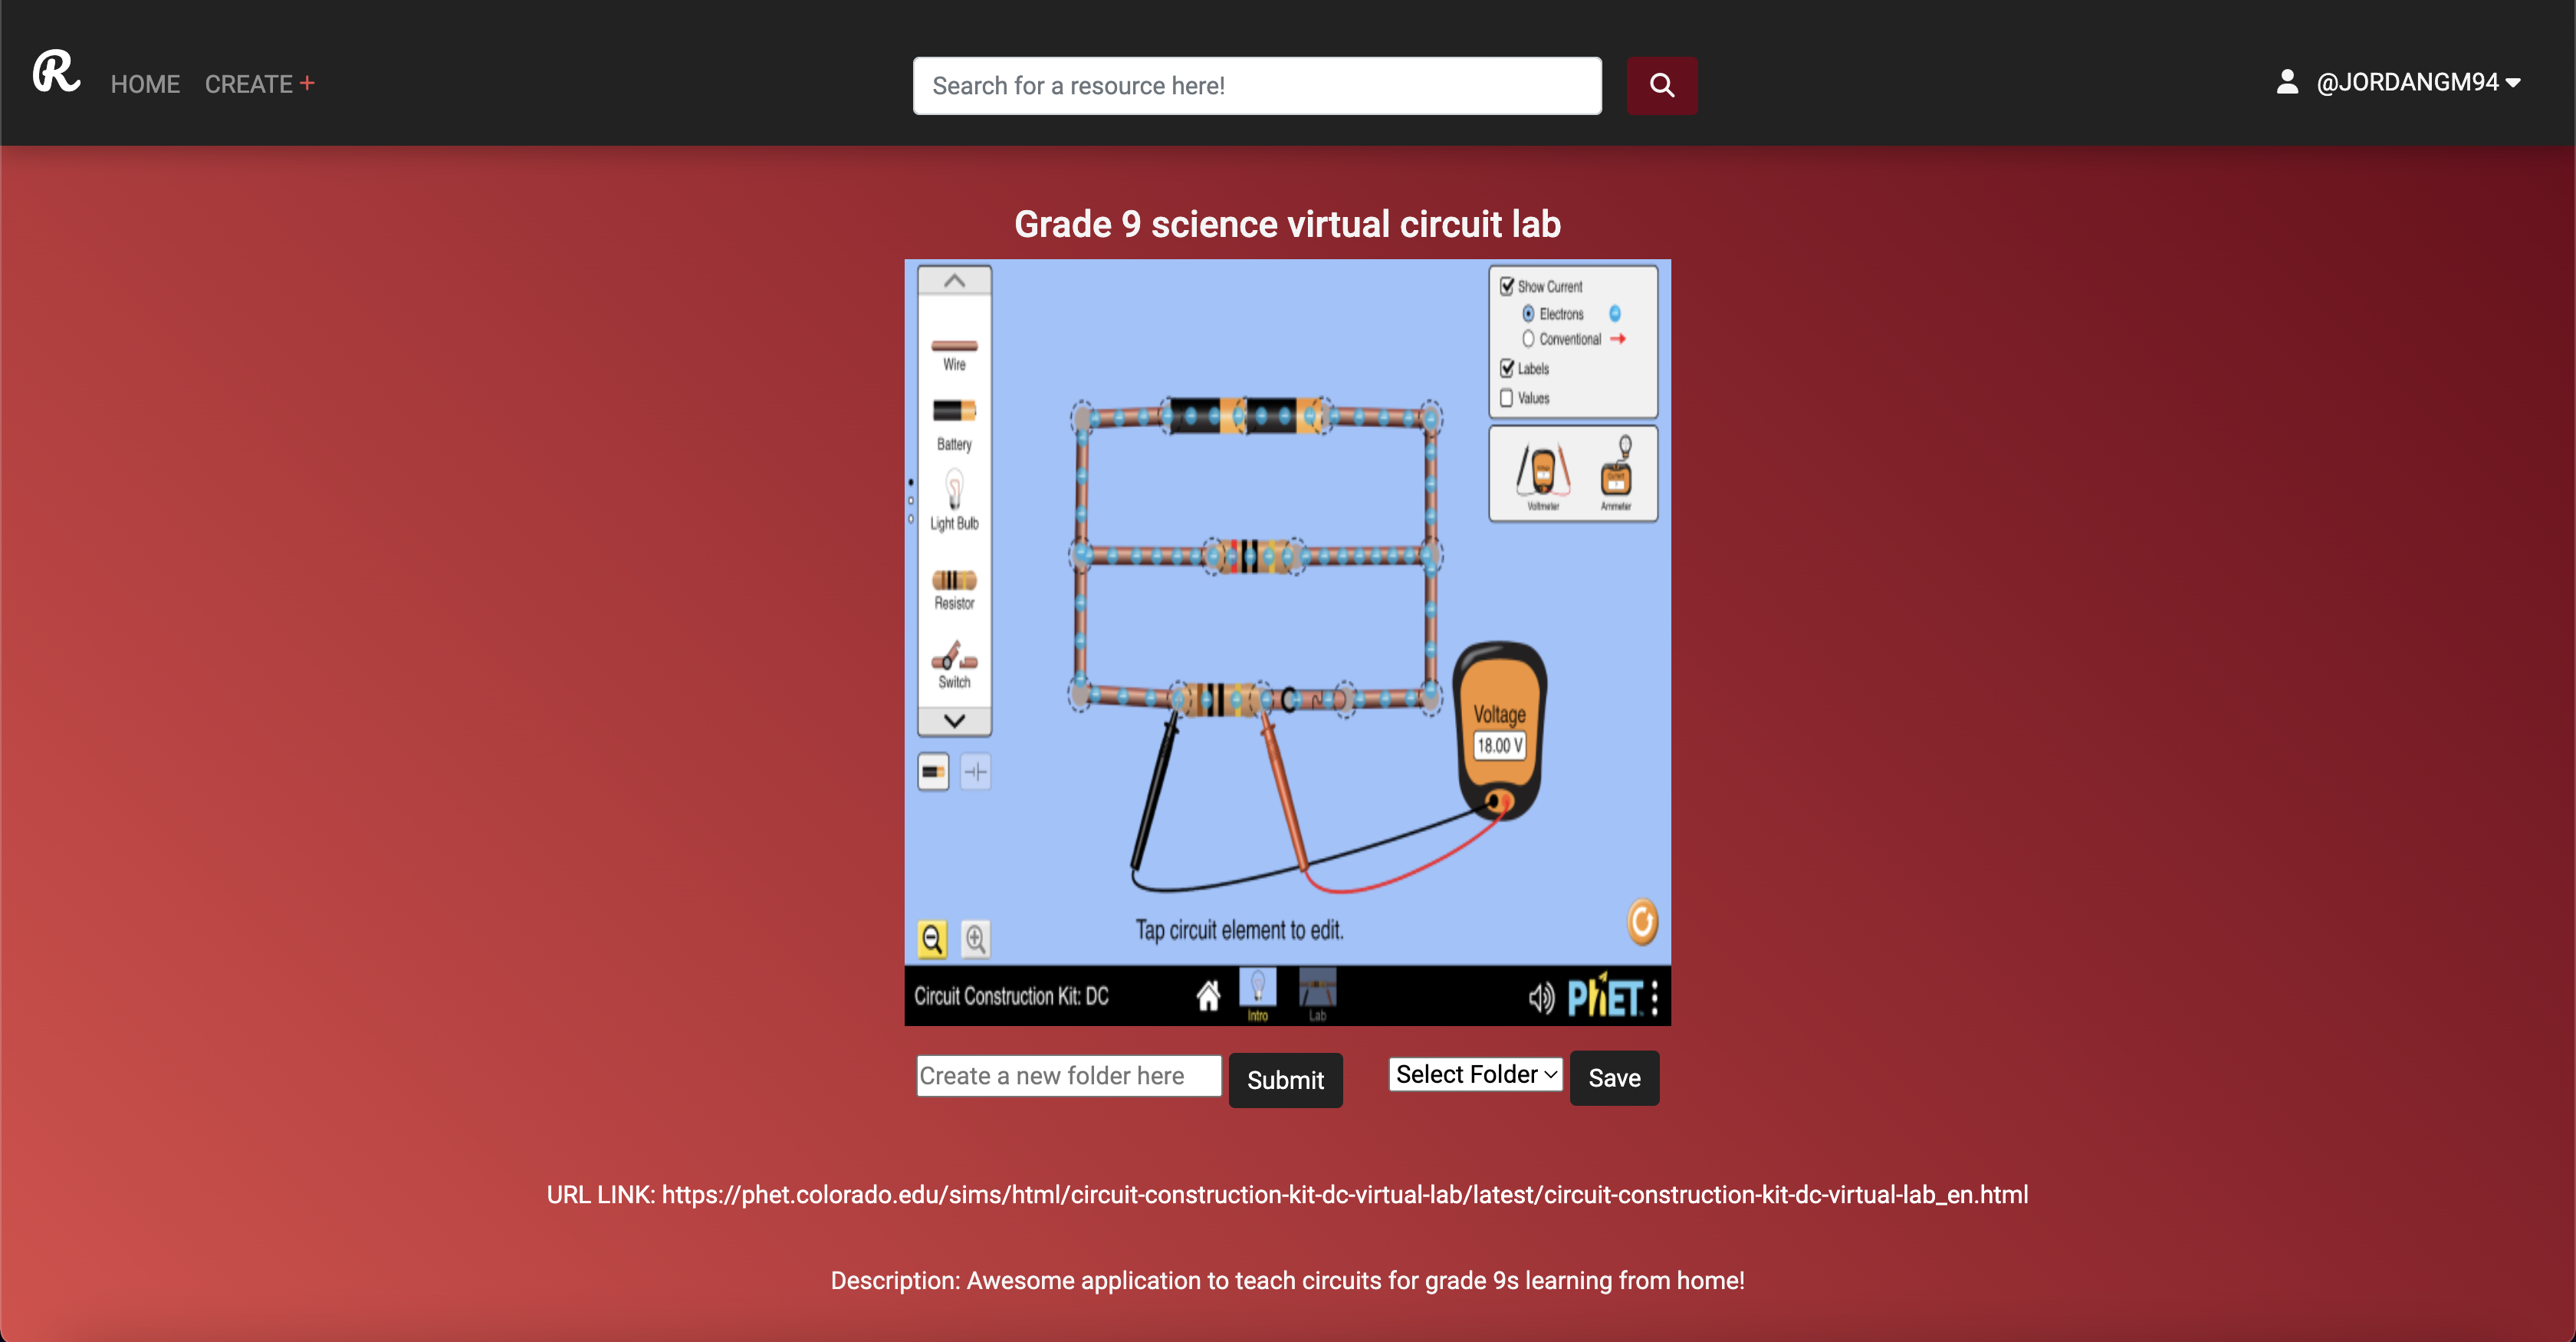 R HOME CREATE + Search for a resource here! @JORDANGM94
Grade 9 science virtual circuit lab
Show Current
Electrons
Conventional
Labels
Values
Wire
Battery
Light Bulb
Resistor
Switch
Voltmeter Ammeter
Voltage
18.00 V
Tap circuit element to edit.
Circuit Construction Kit: DC Intro Lab PhET
Create a new folder here Submit Select Folder Save
URL LINK: https://phet.colorado.edu/sims/html/circuit-construction-kit-dc-virtual-lab/latest/circuit-construction-kit-dc-virtual-lab_en.html
Description: Awesome application to teach circuits for grade 9s learning from home!